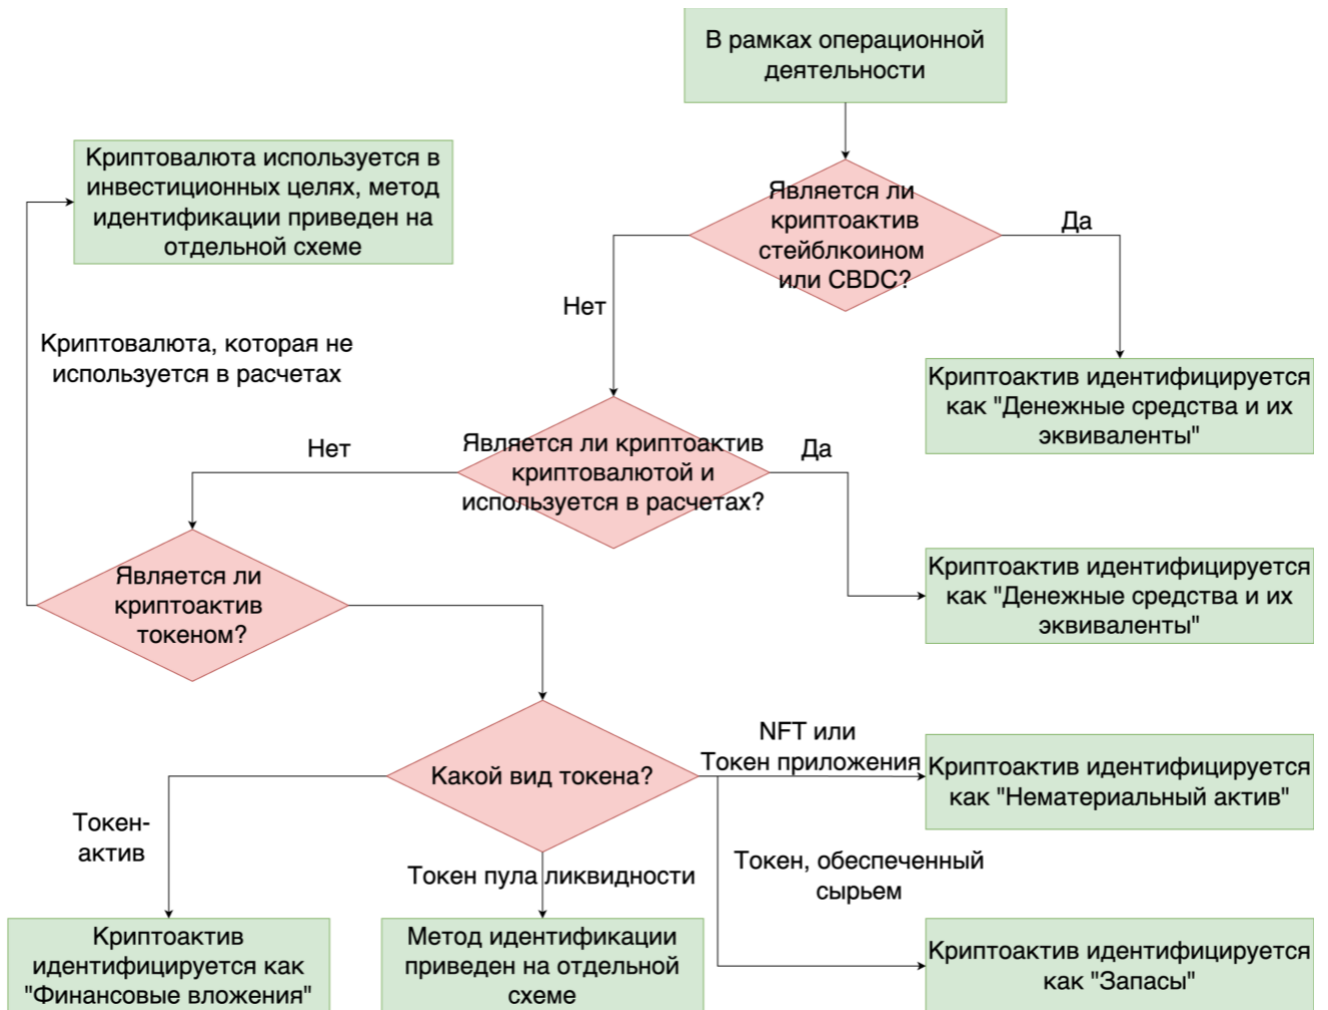 В рамках операционной
деятельности
Криптовалюта используется в
инвестиционных целях, метод
идентификации приведен на
отдельной схеме
Является ли
криптоактив
стейблкоином
или CBDC?
Да
Нет
Криптовалюта, которая не
используется в расчетах
Криптоактив идентифицируется
как "Денежные средства и их
эквиваленты"
Нет
Является ли криптоактив
криптовалютой и
используется в расчетах?
Да
Является ли
криптоактив
токеном?
Криптоактив идентифицируется
как "Денежные средства и их
эквиваленты"
Какой вид токена?
NFT или
Токен приложения
Криптоактив идентифицируется
как "Нематериальный актив"
Токен-
актив
Токен пула ликвидности
Токен, обеспеченный
сырьем
Криптоактив
идентифицируется как
"Финансовые вложения"
Метод идентификации
приведен на отдельной
схеме
Криптоактив идентифицируется
как "Запасы"